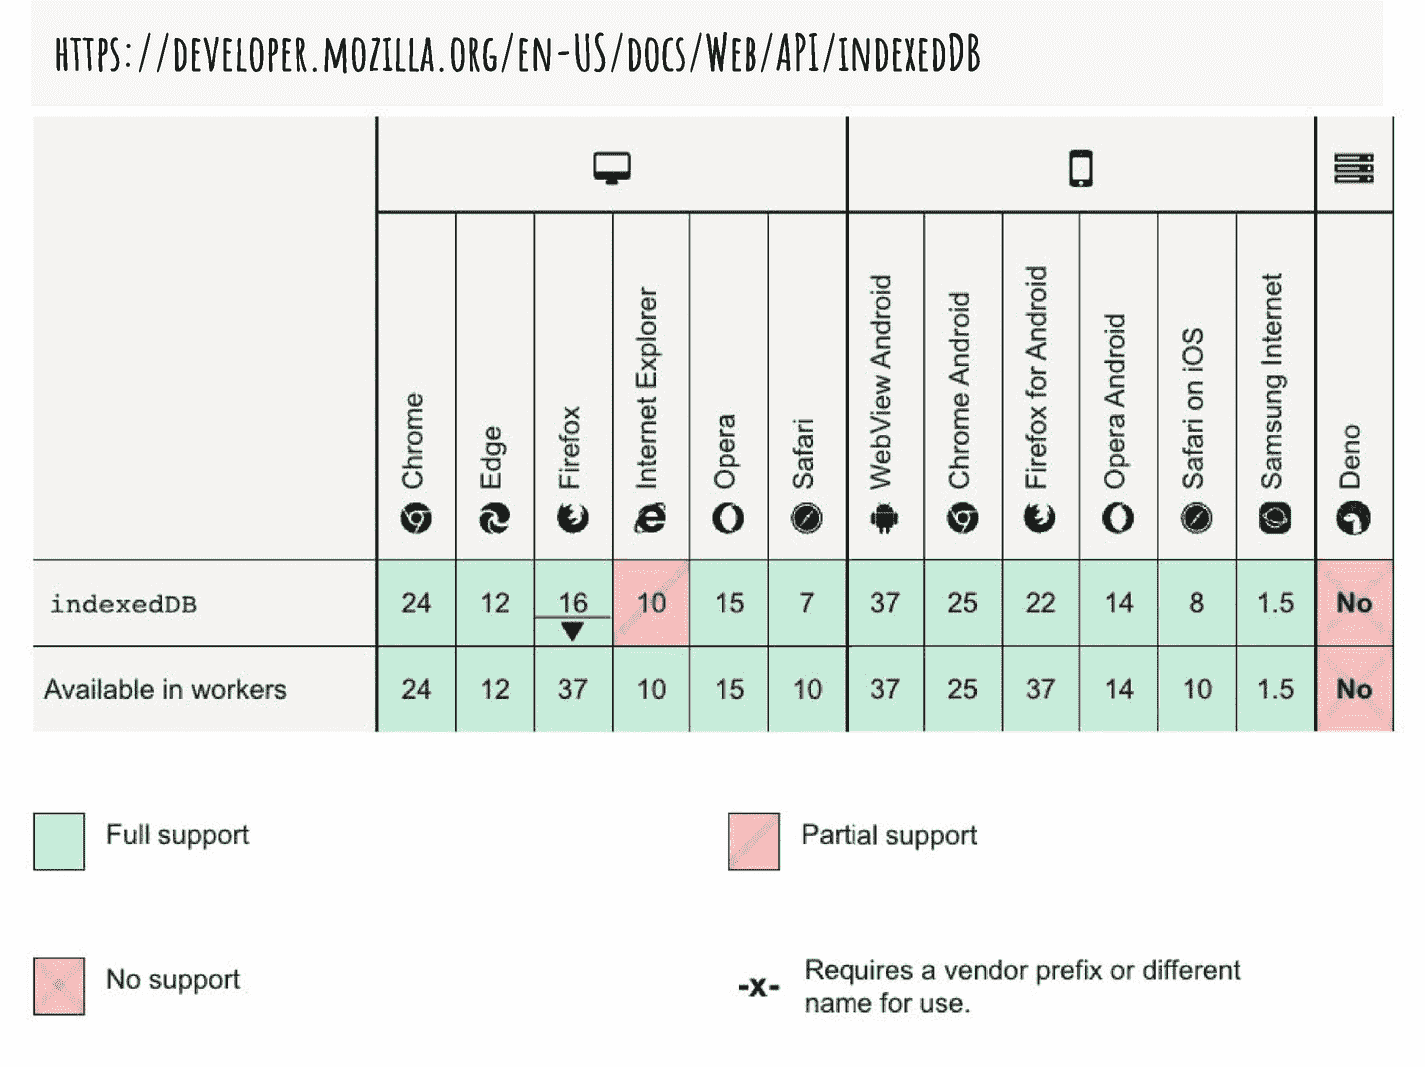 https://developer.mozilla.org/en-US/docs/Web/API/indexedDB
Chrome
Edge
Firefox
Internet Explorer
Opera
Safari
WebView Android
Chrome Android
Firefox for Android
Opera Android
Safari on iOS
Samsung Internet
Deno
indexedDB 24 12 16 10 15 7 37 25 22 14 8 1.5 No
Available in workers 24 12 37 10 15 10 37 25 37 14 10 1.5 No
Full support
Partial support
No support
-x- Requires a vendor prefix or different
name for use.